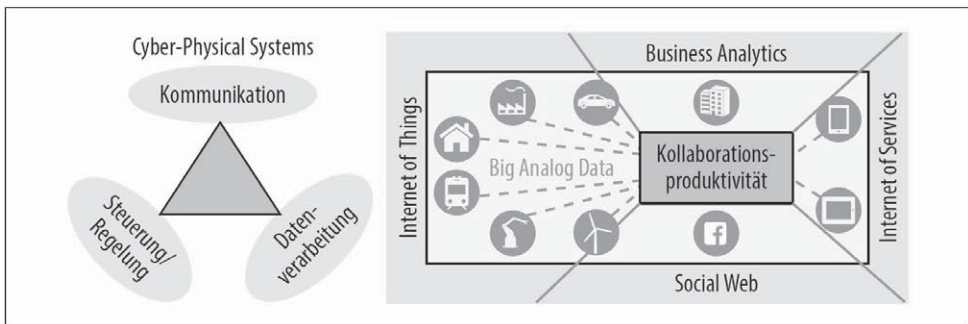 Cyber-Physical Systems
Kommunikation
Steuerung/
Regelung
Daten-
verarbeitung
Business Analytics
Internet of Things
Big Analog Data
Kollaborations-
produktivität
Internet of Services
Social Web